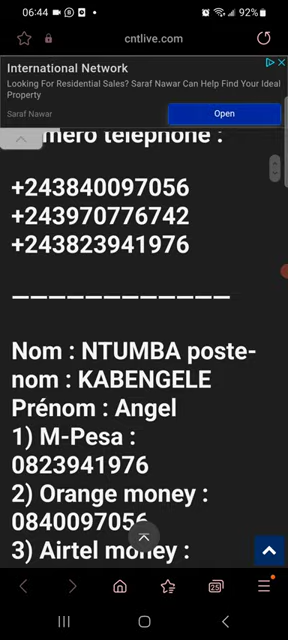 06:44
92%
cntlive.com
International Network
Looking For Residential Sales? Saraf Nawar Can Help Find Your Ideal
Property
Saraf Nawar
Open
mero telephone :
+243840097056
+243970776742
+243823941976
————————————
Nom : NTUMBA poste-
nom : KABENGELE
Prénom : Angel
1) M-Pesa :
0823941976
2) Orange money :
0840097056
3) Airtel money :
25